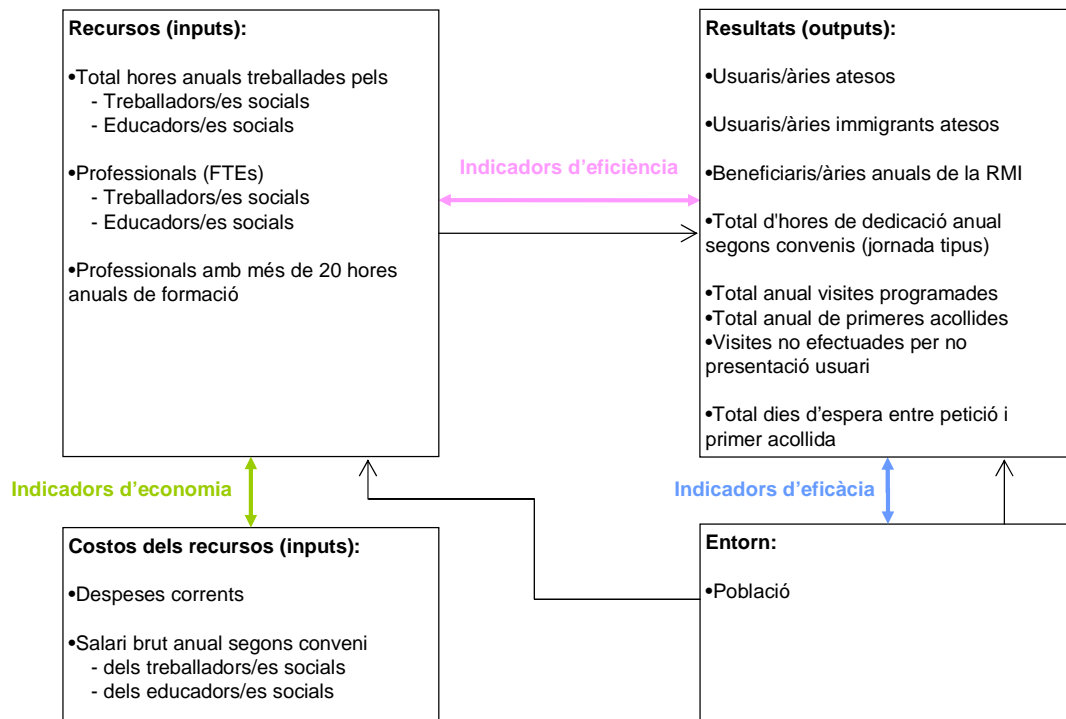 Recursos (inputs):
•Total hores anuals treballades pels
- Treballadors/es socials
- Educadors/es socials
•Professionals (FTEs)
- Treballadors/es socials
- Educadors/es socials
•Professionals amb més de 20 hores
anuals de formació
Indicadors d’eficiència
Resultats (outputs):
•Usuaris/àries atesos
•Usuaris/àries immigrants atesos
•Beneficiaris/àries anuals de la RMI
•Total d'hores de dedicació anual
segons convenis (jornada tipus)
•Total anual visites programades
•Total anual de primeres acollides
•Visites no efectuades per no
presentació usuari
•Total dies d’espera entre petició i
primer acollida
Indicadors d’economia
Indicadors d’eficàcia
Costos dels recursos (inputs):
•Despeses corrents
•Salari brut anual segons conveni
- dels treballadors/es socials
- dels educadors/es socials
Entorn:
•Població